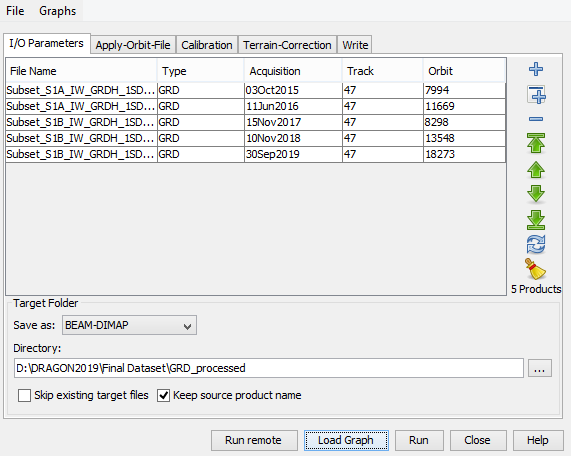 File Graphs
I/O Parameters Apply-Orbit-File Calibration Terrain-Correction Write
File Name Type Acquisition Track Orbit
Subset_S1A_IW_GRDH_1SD... GRD 03Oct2015 47 7994
Subset_S1A_IW_GRDH_1SD... GRD 11Jun2016 47 11669
Subset_S1B_IW_GRDH_1SD... GRD 15Nov2017 47 8298
Subset_S1B_IW_GRDH_1SD... GRD 10Nov2018 47 13548
Subset_S1B_IW_GRDH_1SD... GRD 30Sep2019 47 18273
5 Products
Target Folder
Save as: BEAM-DIMAP
Directory:
D:\DRAGON2019\Final Dataset\GRD_processed ...
Skip existing target files Keep source product name
Run remote Load Graph Run Close Help